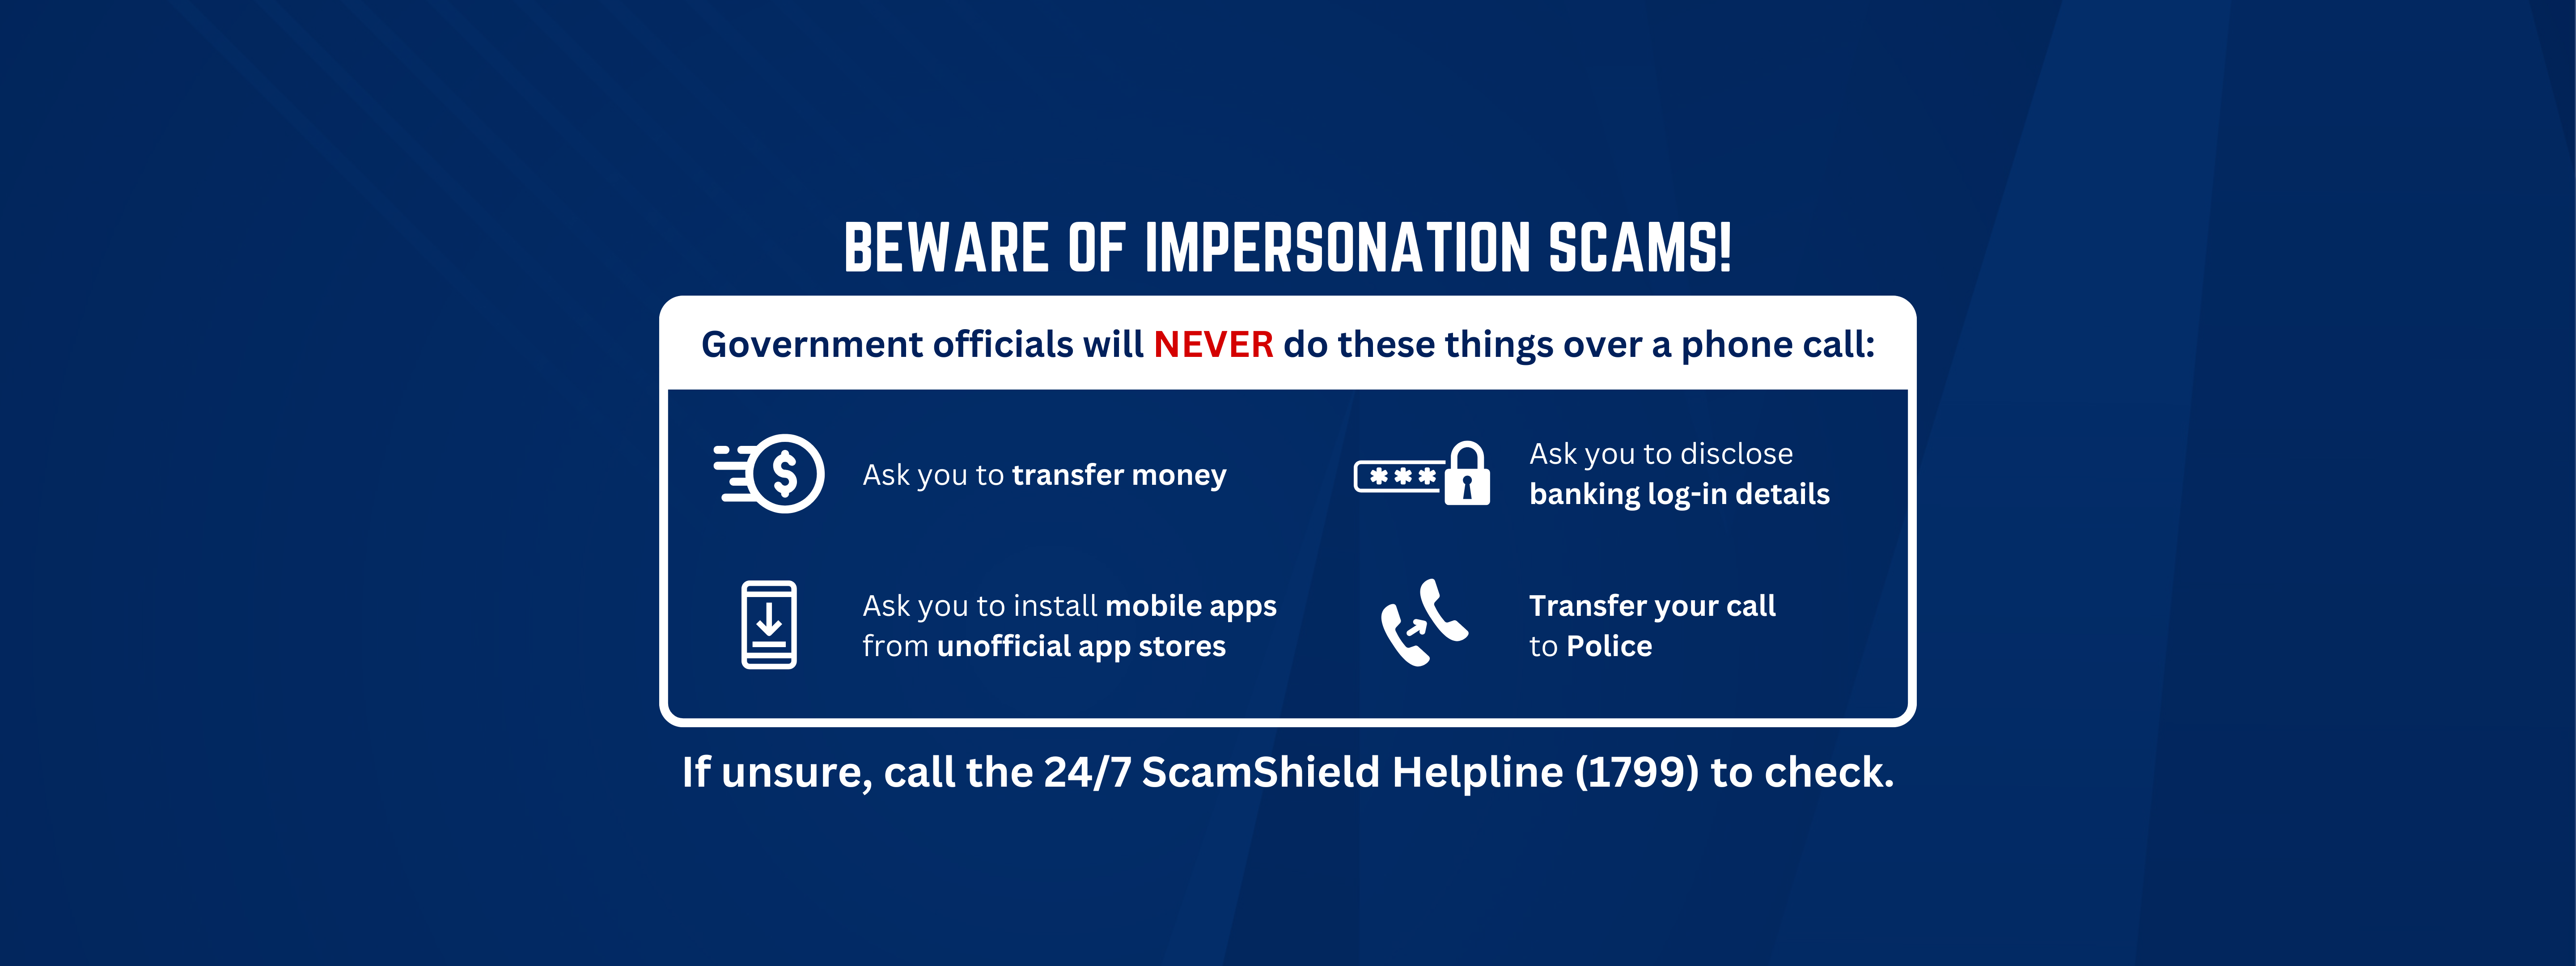 BEWARE OF IMPERSONATION SCAMS!
Government officials will NEVER do these things over a phone call:
Ask you to transfer money
Ask you to disclose
banking log-in details
Ask you to install mobile apps
from unofficial app stores
Transfer your call
to Police
If unsure, call the 24/7 ScamShield Helpline (1799) to check.